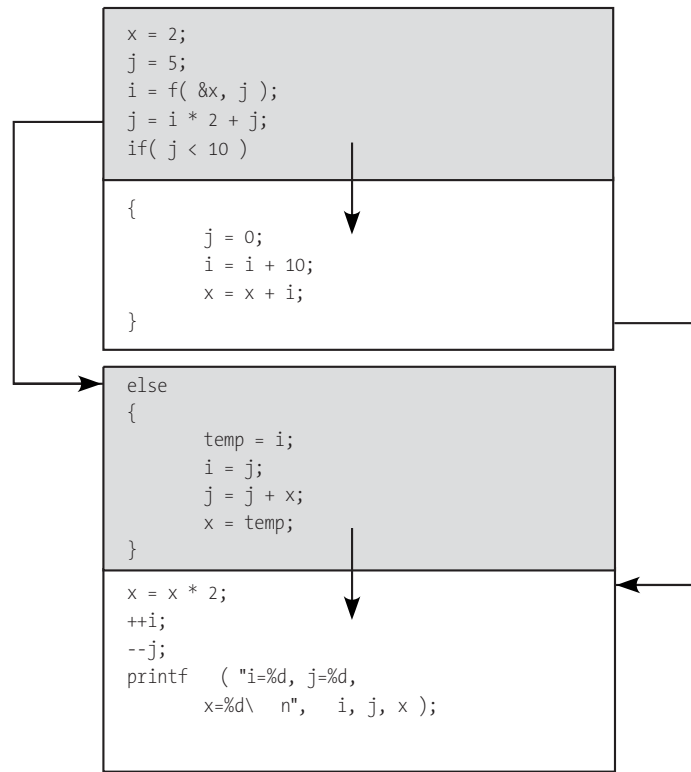 x = 2;
j = 5;
i = f( &x, j );
j = i * 2 + j;
if( j < 10 )
{
j = 0;
i = i + 10;
x = x + i;
}
else
{
temp = i;
i = j;
j = j + x;
x = temp;
}
x = x * 2;
++i;
--j;
printf ( "i=%d, j=%d,
x=%d\ n", i, j, x );